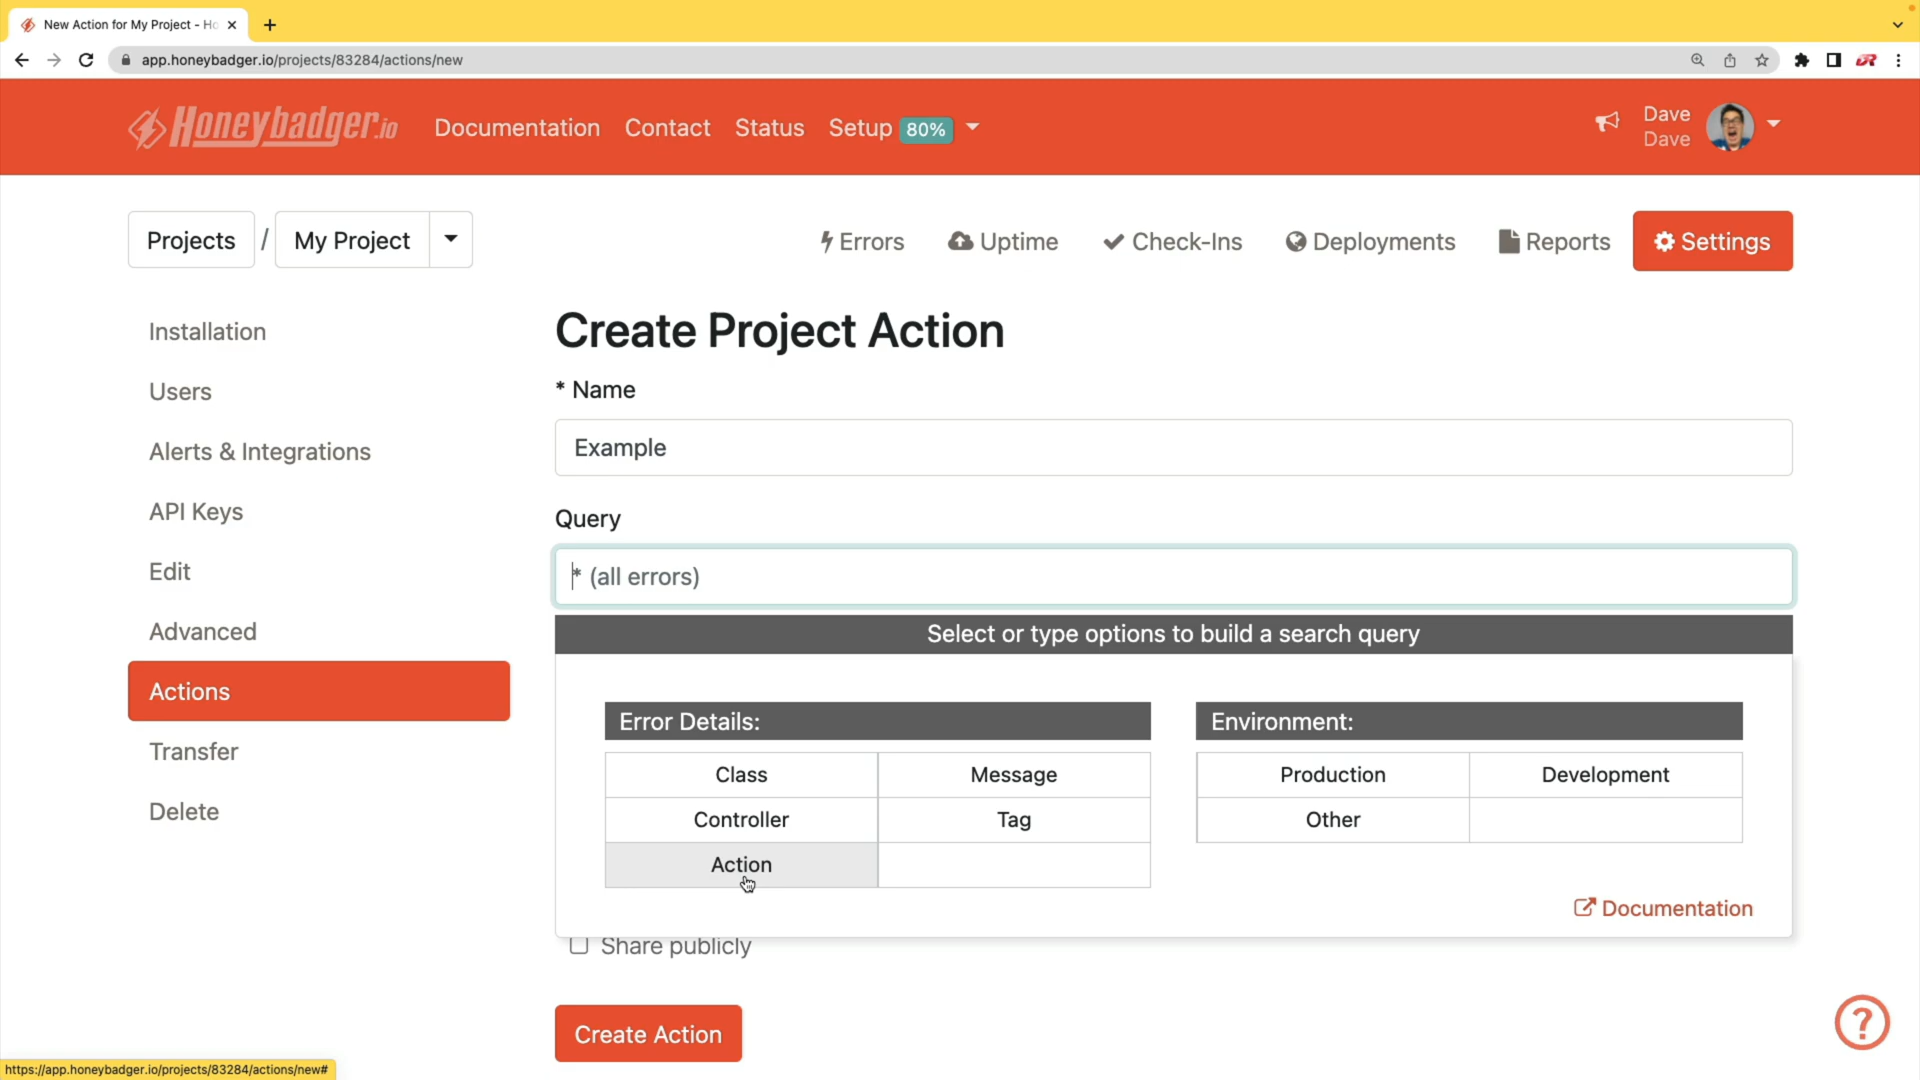 New Action for My Project - Ho
app.honeybadger.io/projects/83284/actions/new
Honeybadger.io
Documentation
Contact
Status
Setup 80%
Dave
Dave
Projects / My Project
Errors
Uptime
Check-Ins
Deployments
Reports
Settings
Installation
Users
Alerts & Integrations
API Keys
Edit
Advanced
Actions
Transfer
Delete
Create Project Action
* Name
Example
Query
* (all errors)
Select or type options to build a search query
Error Details:
Class Message
Controller Tag
Action
Environment:
Production Development
Other
Documentation
Share publicly
Create Action
?
https://app.honeybadger.io/projects/83284/actions/new#